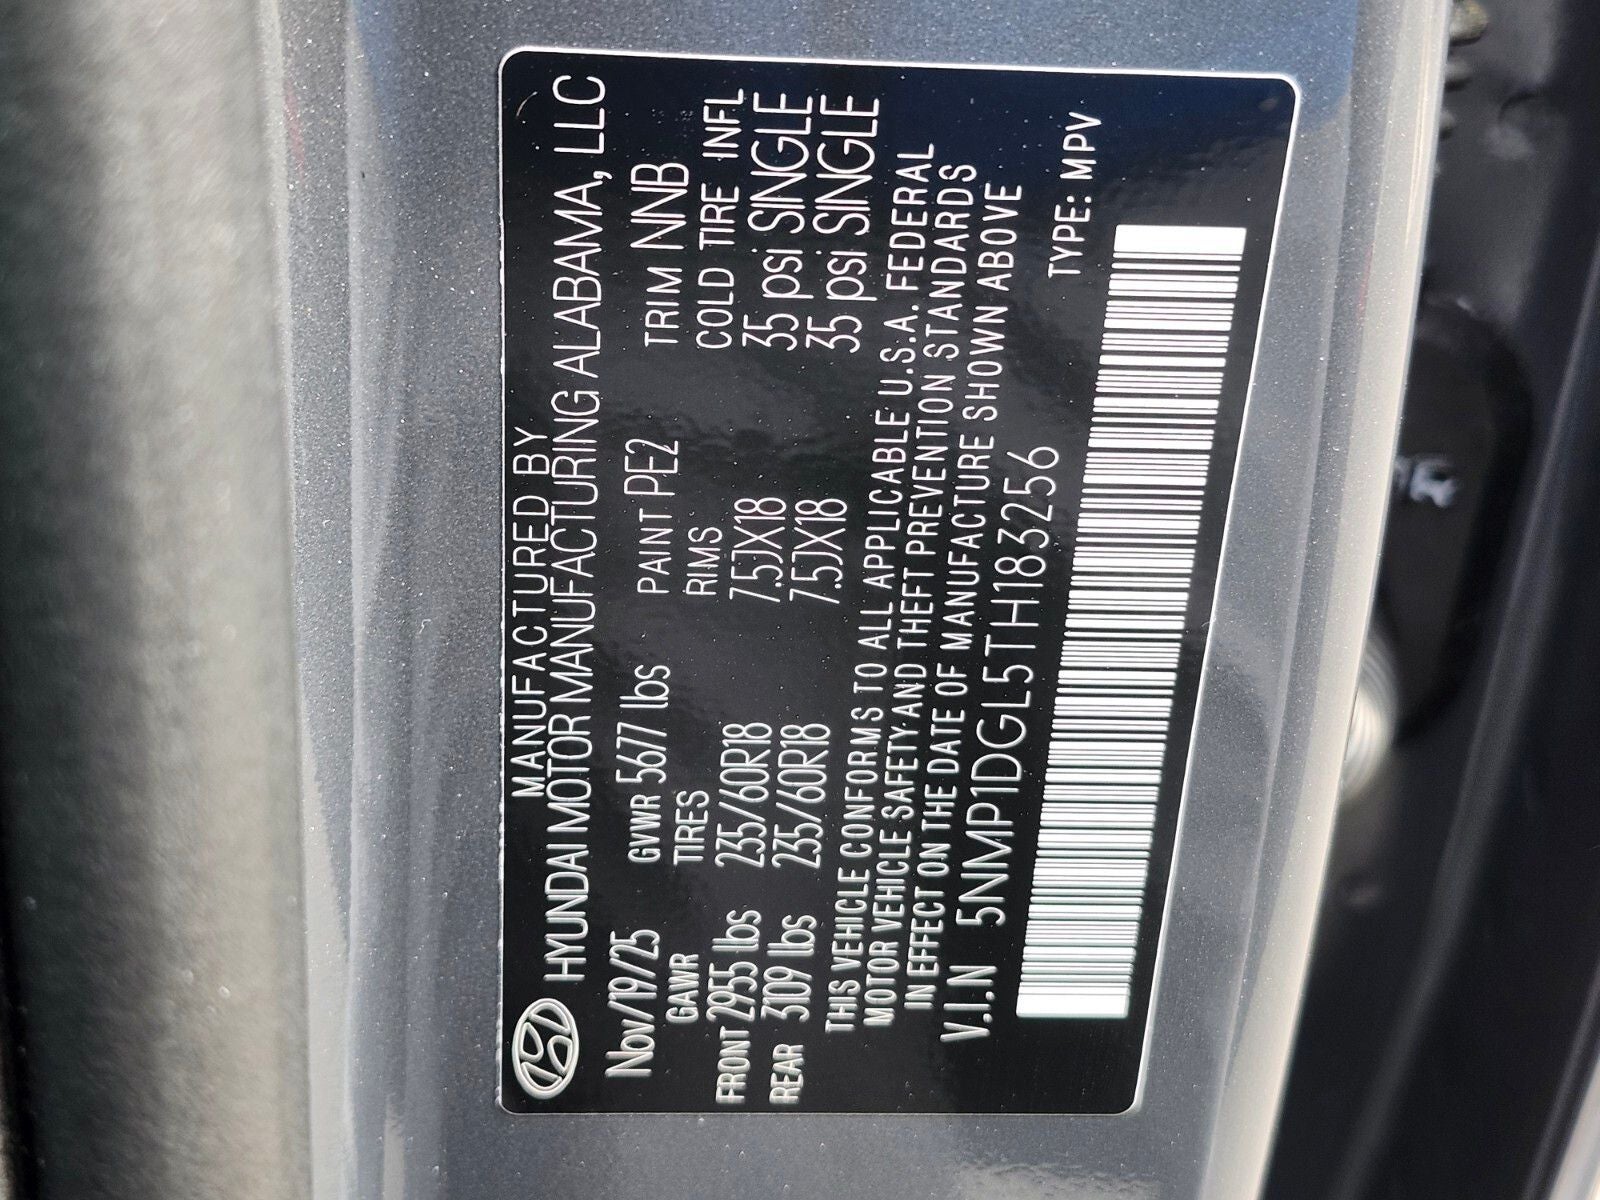 MANUFACTURED BY
HYUNDAI MOTOR MANUFACTURING ALABAMA, LLC
Nov/19/25 GVWR 5677 lbs PAINT PE2 TRIM NNB
GAWR TIRES RIMS COLD TIRE INFL
FRONT 2955 lbs 235/60R18 7.5JX18 35 psi SINGLE
REAR 3109 lbs 235/60R18 7.5JX18 35 psi SINGLE
THIS VEHICLE CONFORMS TO ALL APPLICABLE U.S.A. FEDERAL
MOTOR VEHICLE SAFETY AND THEFT PREVENTION STANDARDS
IN EFFECT ON THE DATE OF MANUFACTURE SHOWN ABOVE
V.I.N 5NMP1DGL5TH183256 TYPE: MPV